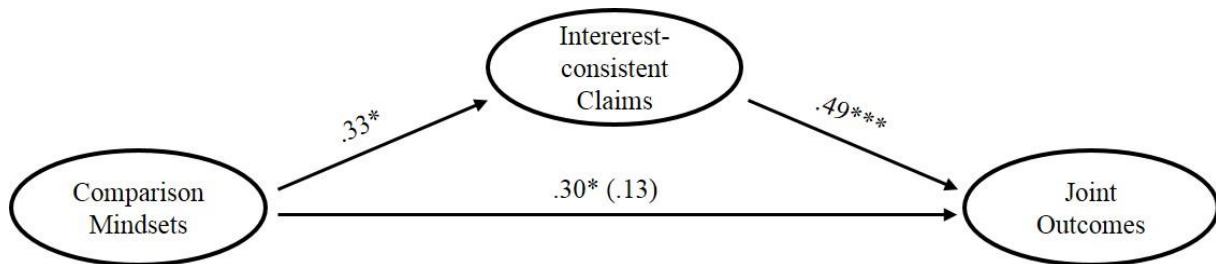 Intererest-
consistent
Claims
.33*
.49***
Comparison
Mindsets
.30* (.13)
Joint
Outcomes